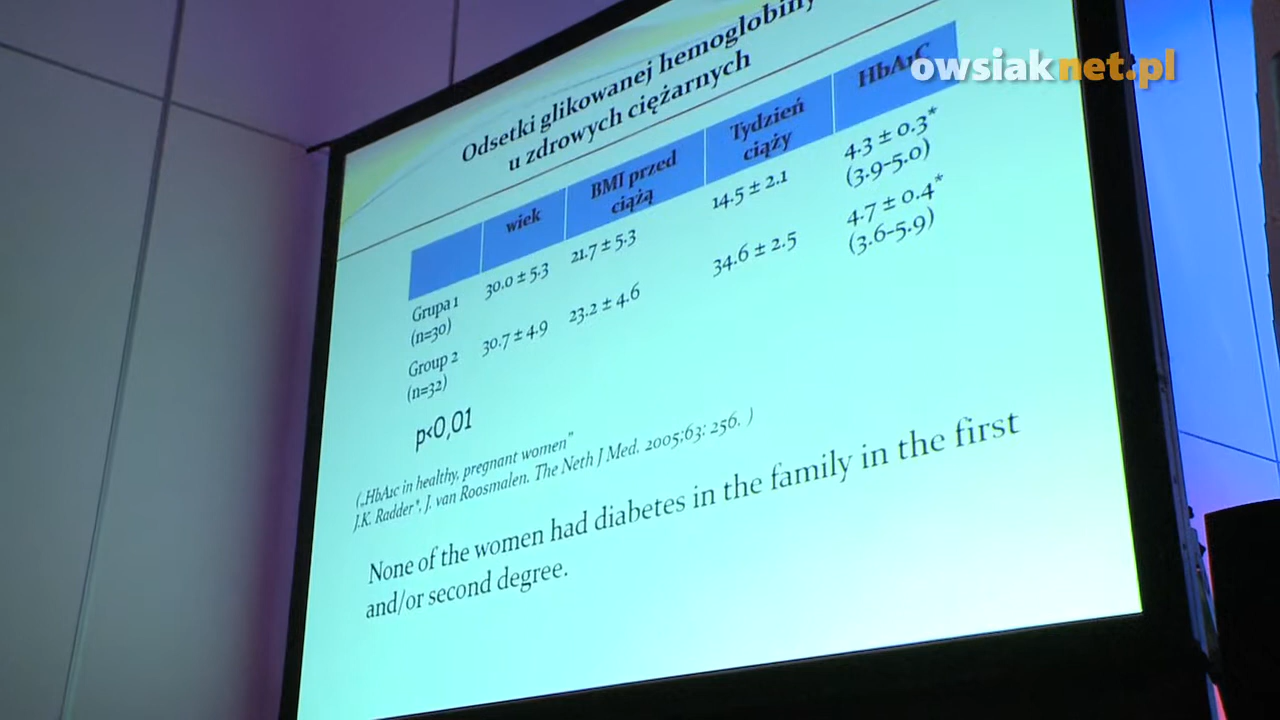 owsiaknet.pl
Odsetki glikowanej hemoglobiny
u zdrowych ciężarnych
wiek
BMI przed
ciążą
Tydzień
ciąży
HbA1C
Grupa 1
(n=30)
30.0 ± 5.3
21.7 ± 5.3
14.5 ± 2.1
4.3 ± 0.3*
(3.9-5.0)
Group 2
(n=32)
30.7 ± 4.9
23.2 ± 4.6
34.6 ± 2.5
4.7 ± 0.4*
(3.6-5.9)
p<0,01
(„HbA1c in healthy, pregnant women”
J.K. Radder*, J. van Roosmalen. The Neth J Med. 2005;63: 256. )
None of the women had diabetes in the family in the first
and/or second degree.